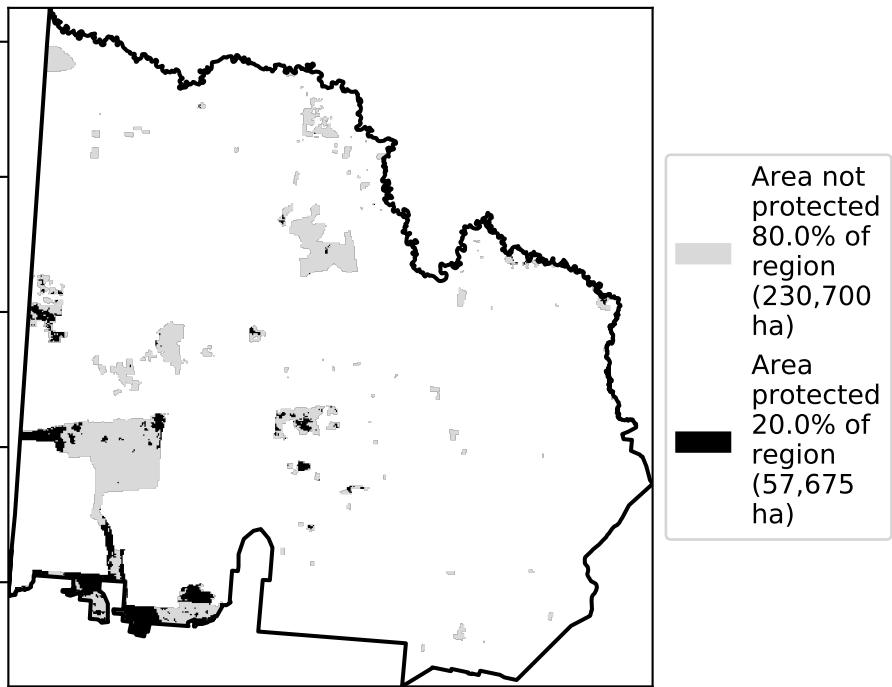 Area not
protected
80.0% of
region
(230,700
ha)
Area
protected
20.0% of
region
(57,675
ha)